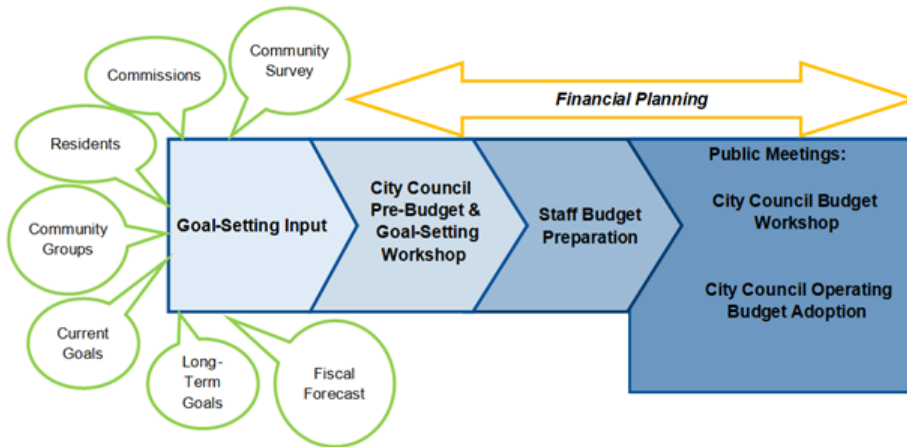 Community
Survey
Commissions
Residents
Community
Groups
Current
Goals
Long-
Term
Goals
Fiscal
Forecast
Financial Planning
Goal-Setting Input
City Council
Pre-Budget &
Goal-Setting
Workshop
Staff Budget
Preparation
Public Meetings:
City Council Budget
Workshop
City Council Operating
Budget Adoption